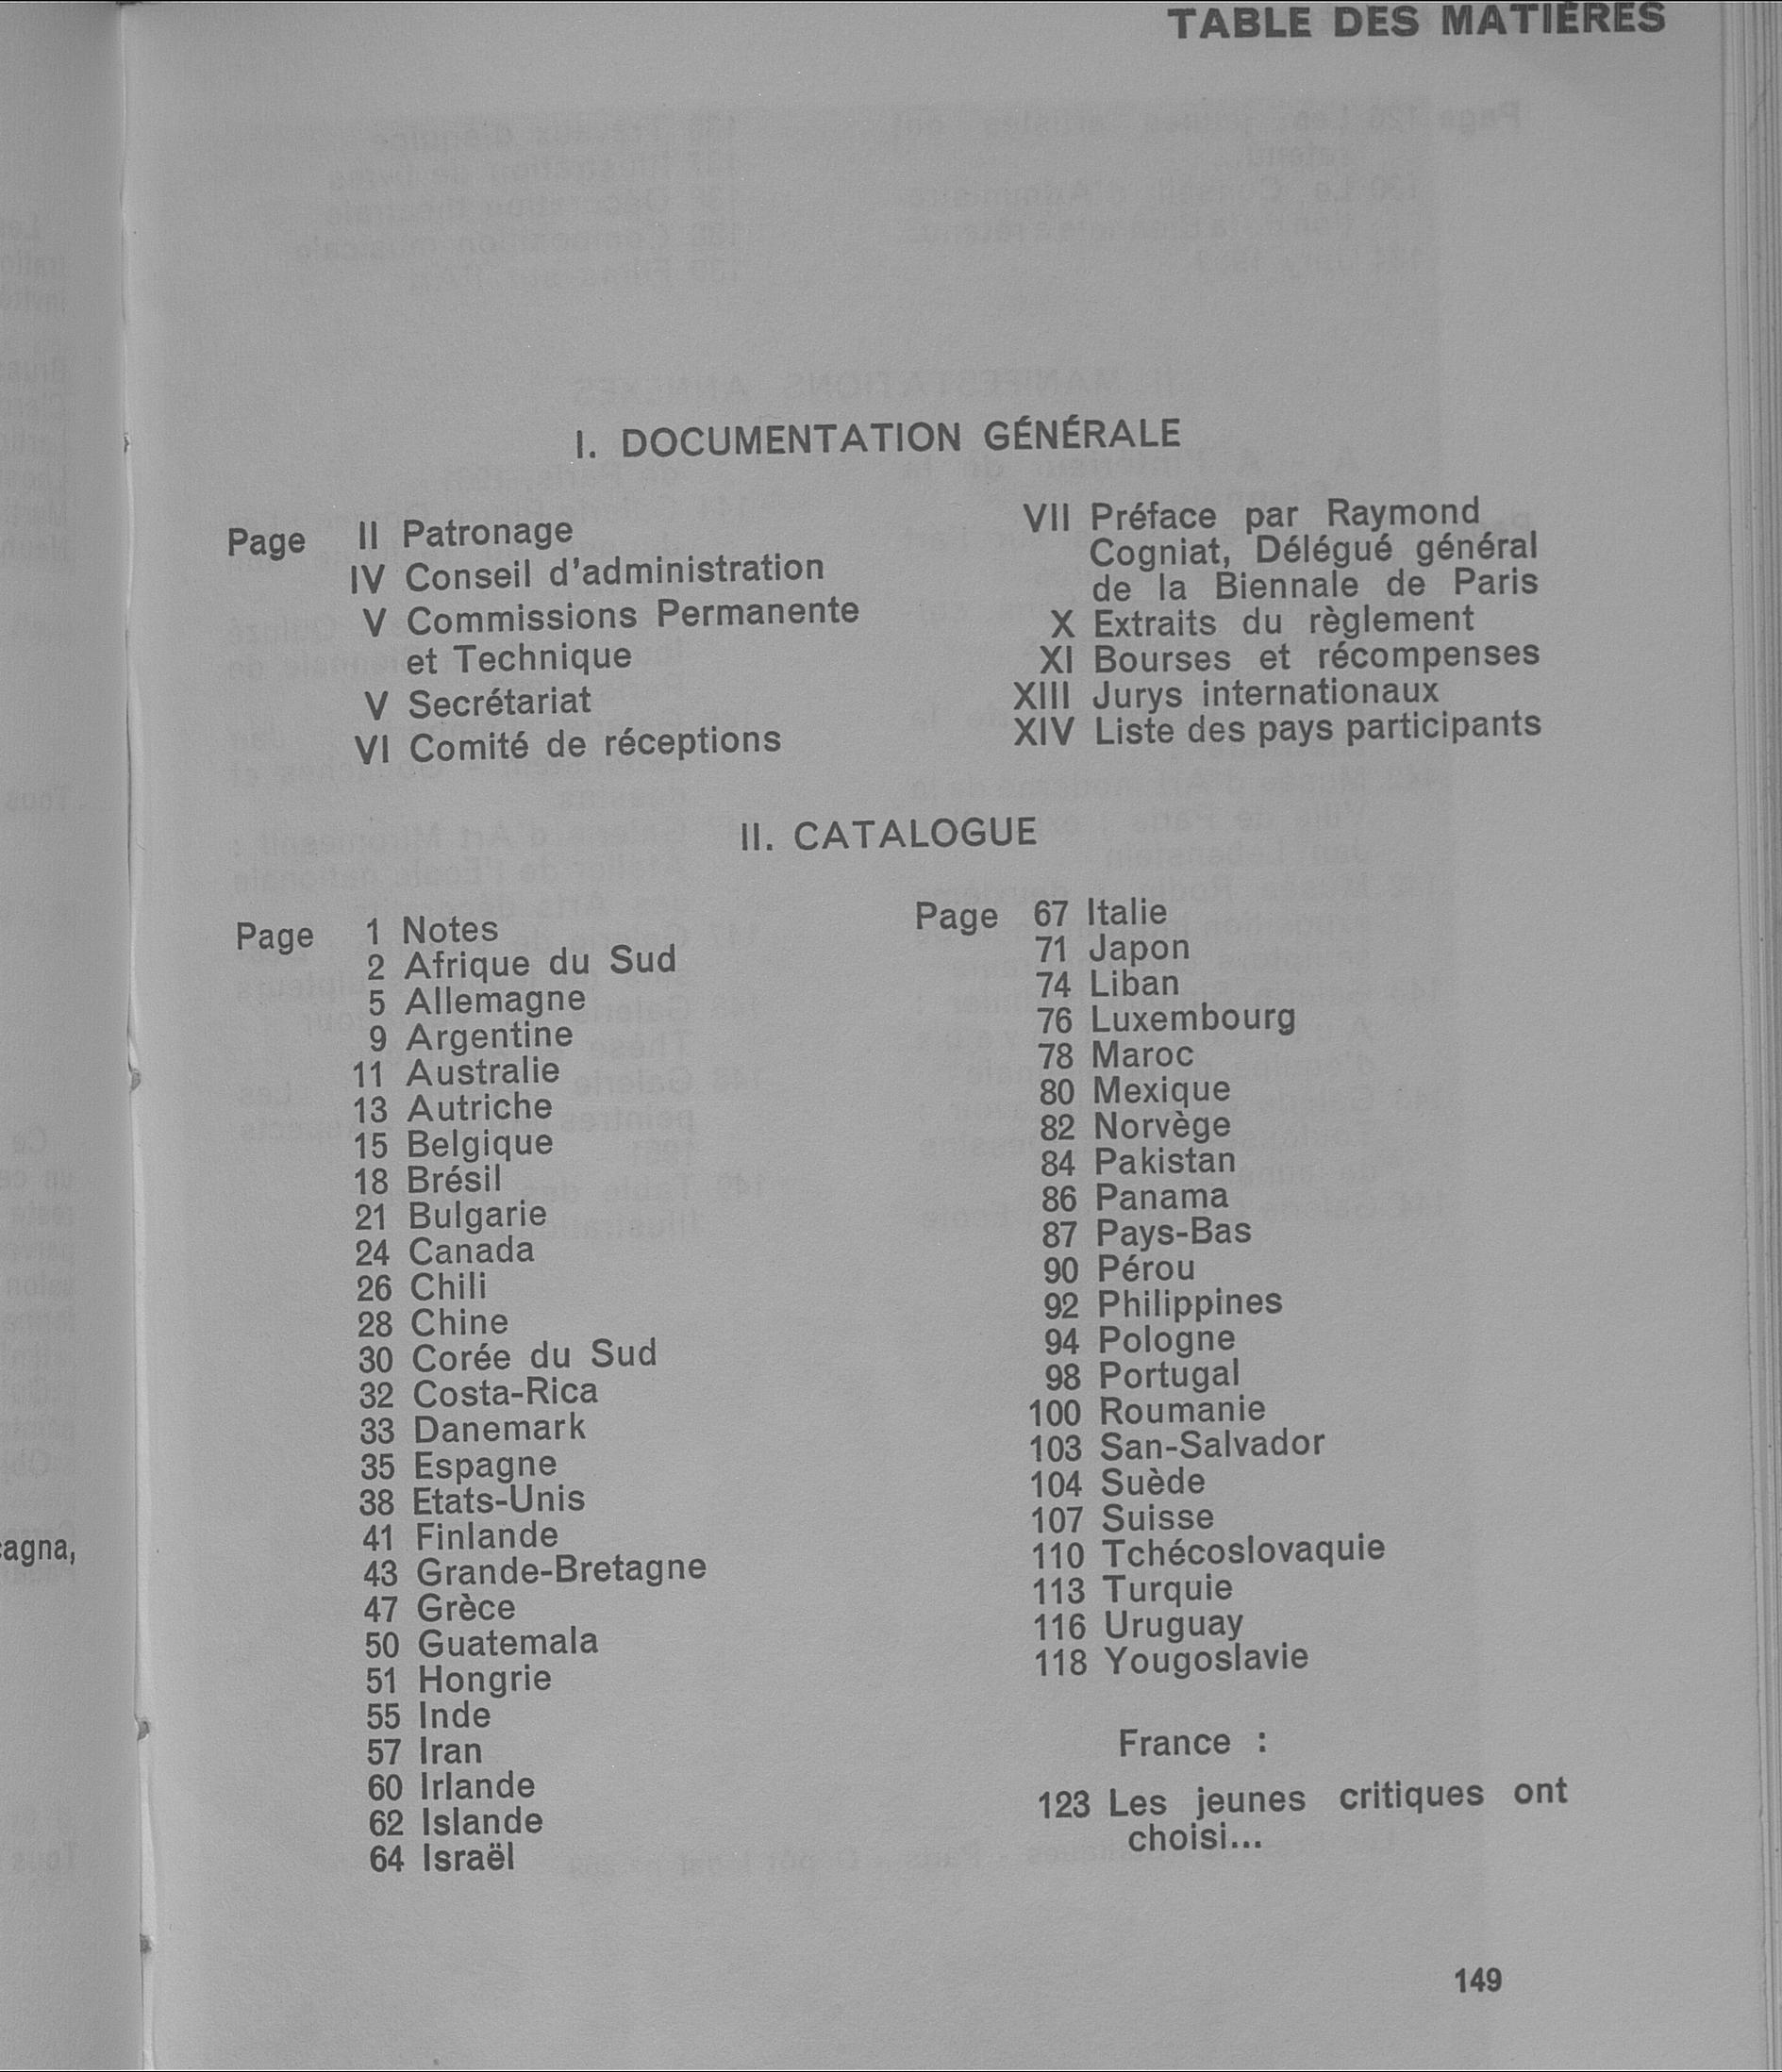 TABLE DES MATIÈRES
I. DOCUMENTATION GÉNÉRALE
Page II Patronage
IV Conseil d'administration
V Commissions Permanente
et Technique
V Secrétariat
VI Comité de réceptions
VII Préface par Raymond
Cogniat, Délégué général
de la Biennale de Paris
X Extraits du règlement
XI Bourses et récompenses
XIII Jurys internationaux
XIV Liste des pays participants
II. CATALOGUE
Page 1 Notes
2 Afrique du Sud
5 Allemagne
9 Argentine
11 Australie
13 Autriche
15 Belgique
18 Brésil
21 Bulgarie
24 Canada
26 Chili
28 Chine
30 Corée du Sud
32 Costa-Rica
33 Danemark
35 Espagne
38 Etats-Unis
41 Finlande
43 Grande-Bretagne
47 Grèce
50 Guatemala
51 Hongrie
55 Inde
57 Iran
60 Irlande
62 Islande
64 Israël
Page 67 Italie
71 Japon
74 Liban
76 Luxembourg
78 Maroc
80 Mexique
82 Norvège
84 Pakistan
86 Panama
87 Pays-Bas
90 Pérou
92 Philippines
94 Pologne
98 Portugal
100 Roumanie
103 San-Salvador
104 Suède
107 Suisse
110 Tchécoslovaquie
113 Turquie
116 Uruguay
118 Yougoslavie
France :
123 Les jeunes critiques ont
choisi...
149